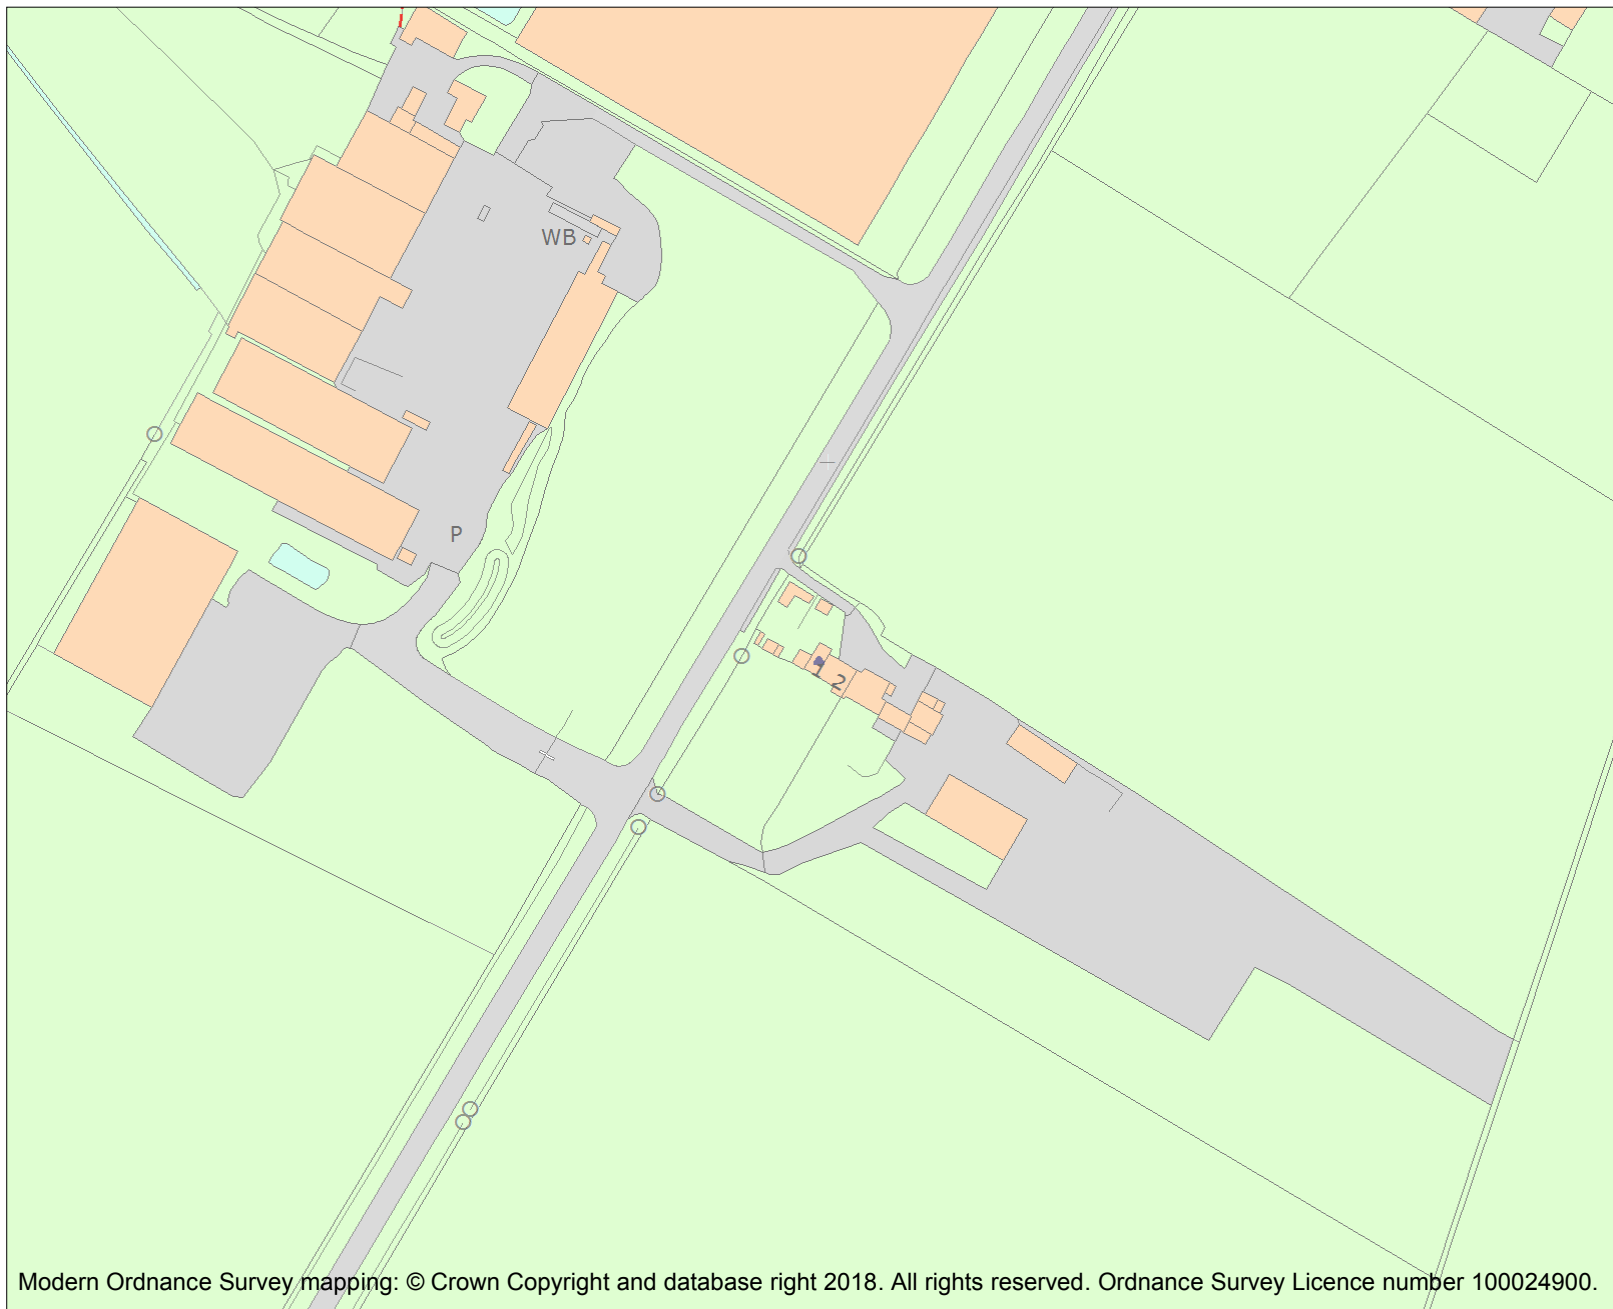 WB
P
1 2
Modern Ordnance Survey mapping: © Crown Copyright and database right 2018. All rights reserved. Ordnance Survey Licence number 100024900.